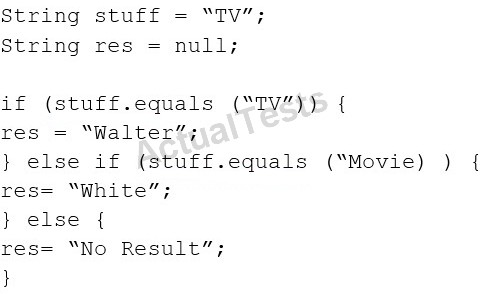 String stuff = “TV”;
String res = null;
if (stuff.equals (“TV”)) {
res = “Walter”;
} else if (stuff.equals (“Movie) ) {
res= “White”;
} else {
res= “No Result”;
}
ActualTests